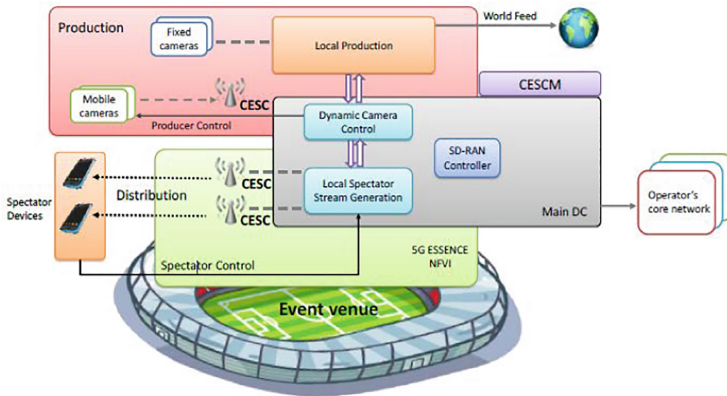 Production
Fixed
cameras
Local Production
World Feed
Mobile
cameras
CESC
Producer Control
CESCM
Dynamic Camera
Control
SD-RAN
Controller
Spectator
Devices
Distribution
CESC
CESC
Local Spectator
Stream Generation
Main DC
Operator's
core network
Spectator Control
5G ESSENCE
NFVI
Event venue